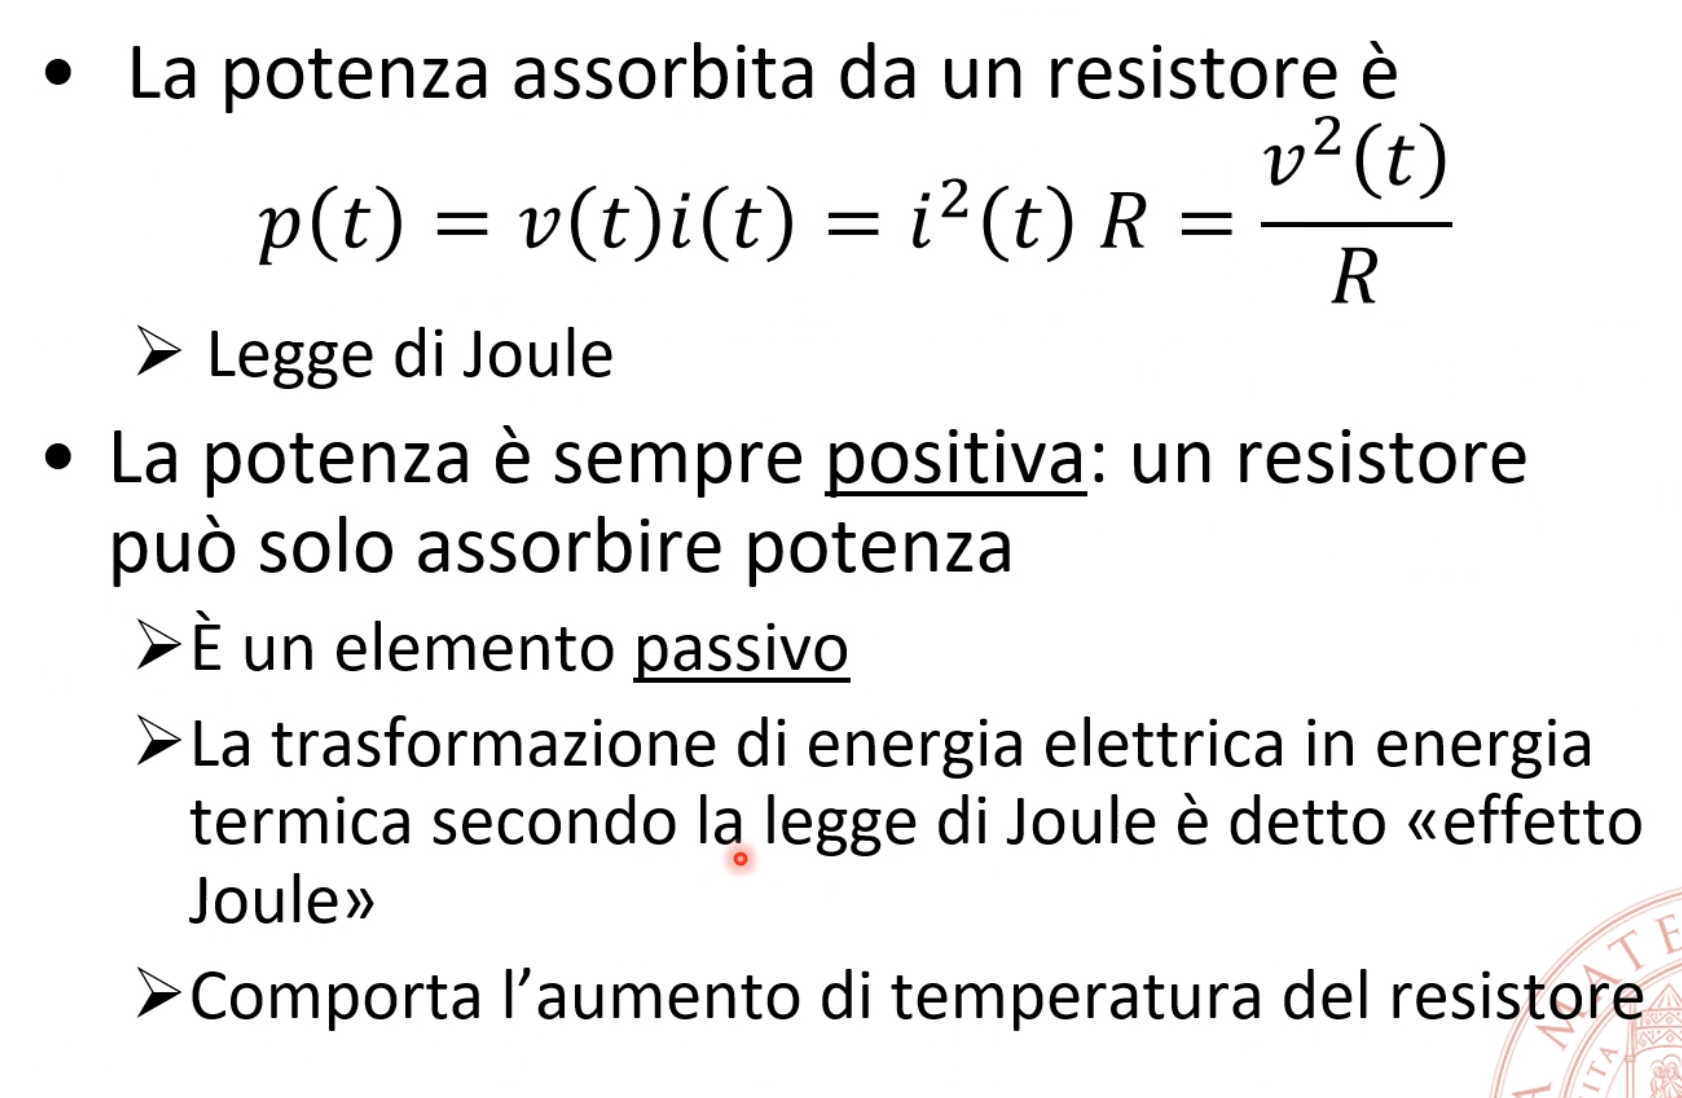 • La potenza assorbita da un resistore è
p(t) = v(t)i(t) = i²(t) R = v²(t)/R
➢ Legge di Joule
• La potenza è sempre positiva: un resistore
può solo assorbire potenza
➢È un elemento passivo
➢La trasformazione di energia elettrica in energia
termica secondo la legge di Joule è detto «effetto
Joule»
➢Comporta l’aumento di temperatura del resistore
A MATE
ITA